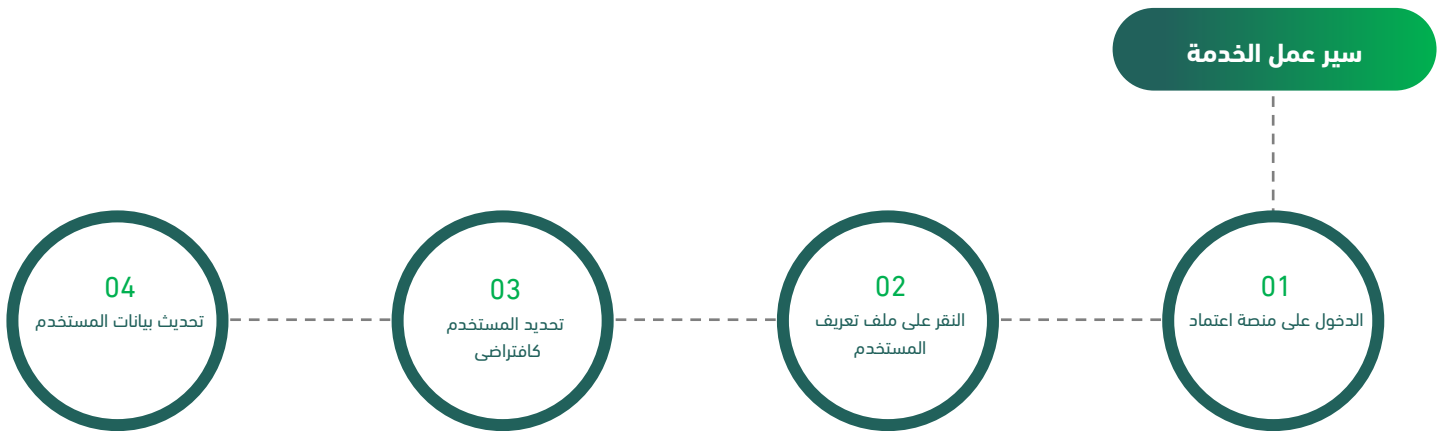 سير عمل الخدمة
01
الدخول على منصة اعتماد
02
النقر على ملف تعريف
المستخدم
03
تحديد المستخدم
كافتراضى
04
تحديث بيانات المستخدم